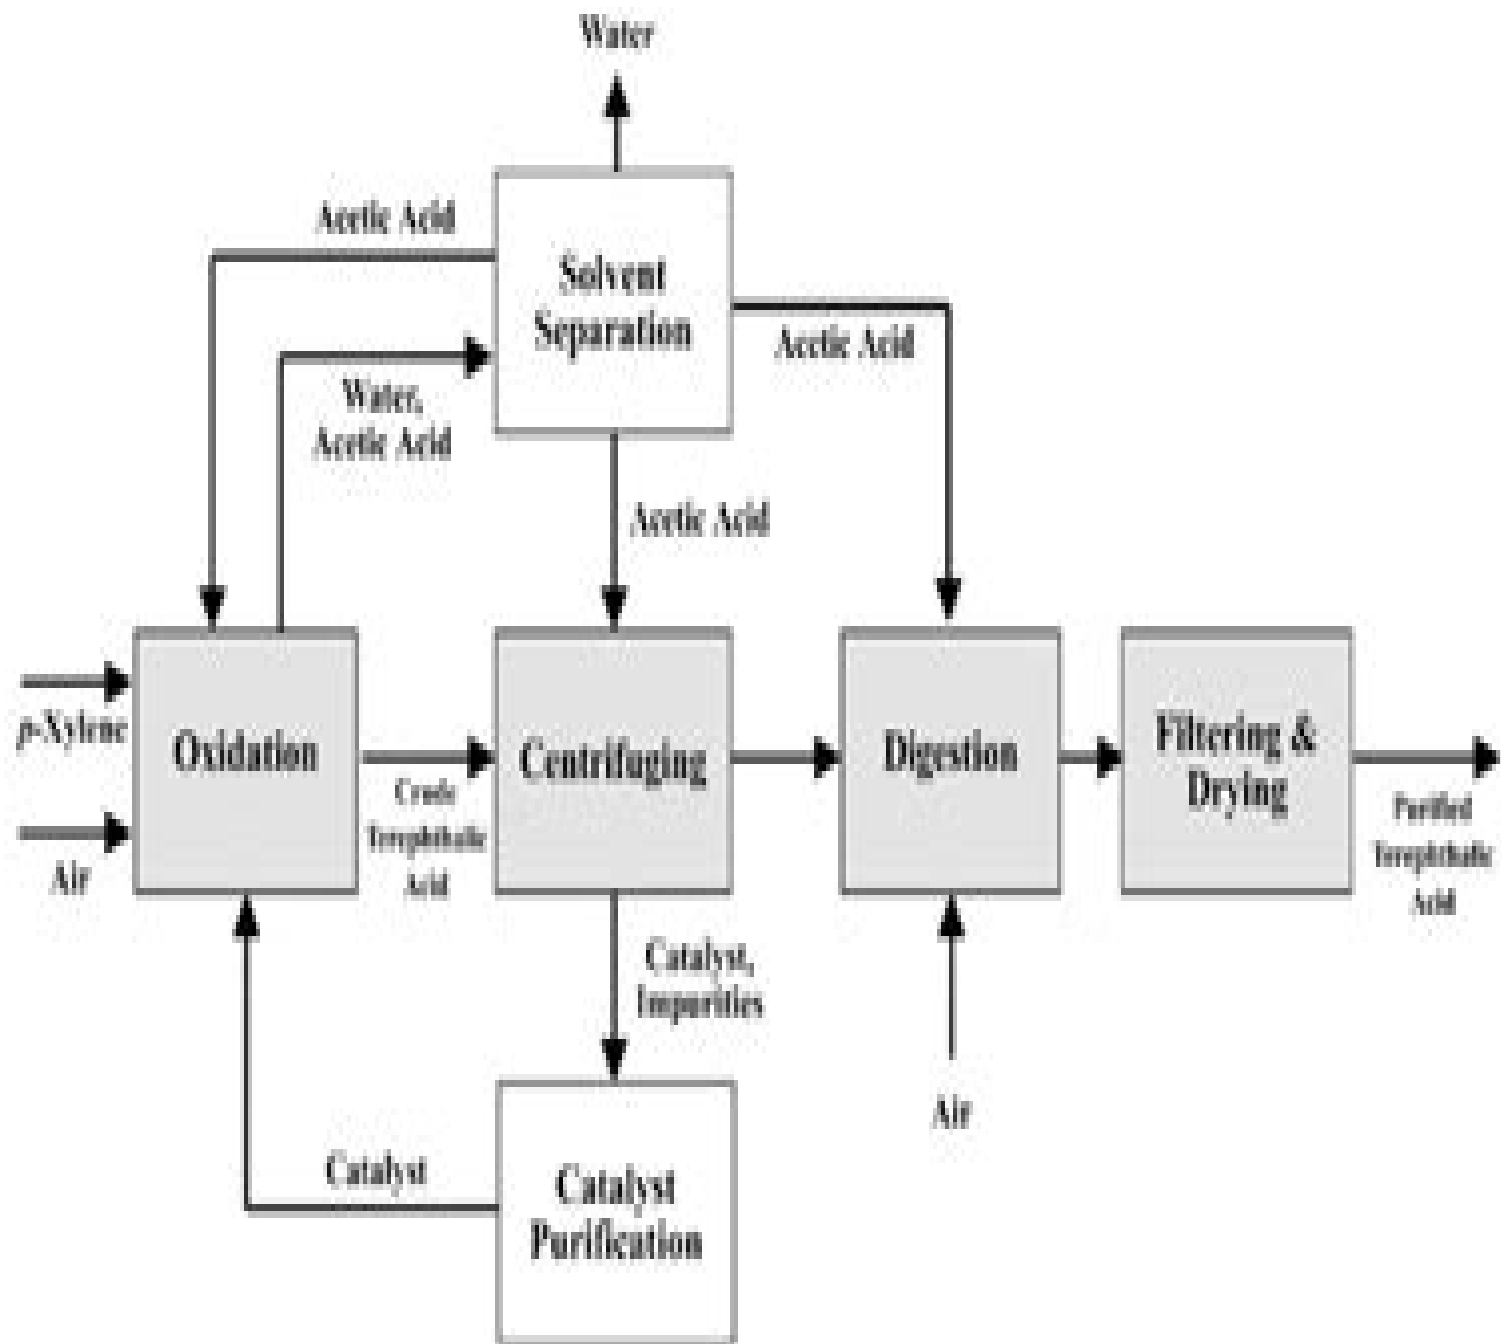 Water
Acetic Acid
Solvent
Separation
Acetic Acid
Water,
Acetic Acid
Acetic Acid
p-Xylene
Air
Oxidation
Crude
Terephthalic
Acid
Centrifuging
Digestion
Filtering &
Drying
Purified
Terephthalic
Acid
Catalyst,
Impurities
Air
Catalyst
Catalyst
Purification